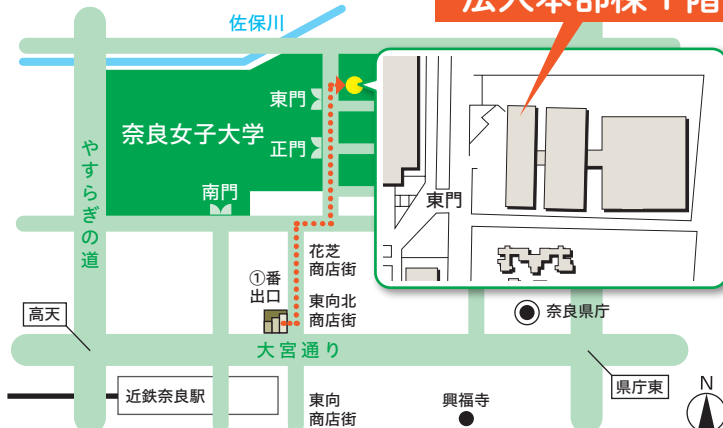 法人本部棟1階
佐保川
東門
奈良女子大学
正門
やすらぎの道
南門
東門
花芝
商店街
①番
出口
東向北
商店街
高天
奈良県庁
大宮通り
県庁東
近鉄奈良駅
東向
商店街
興福寺
N